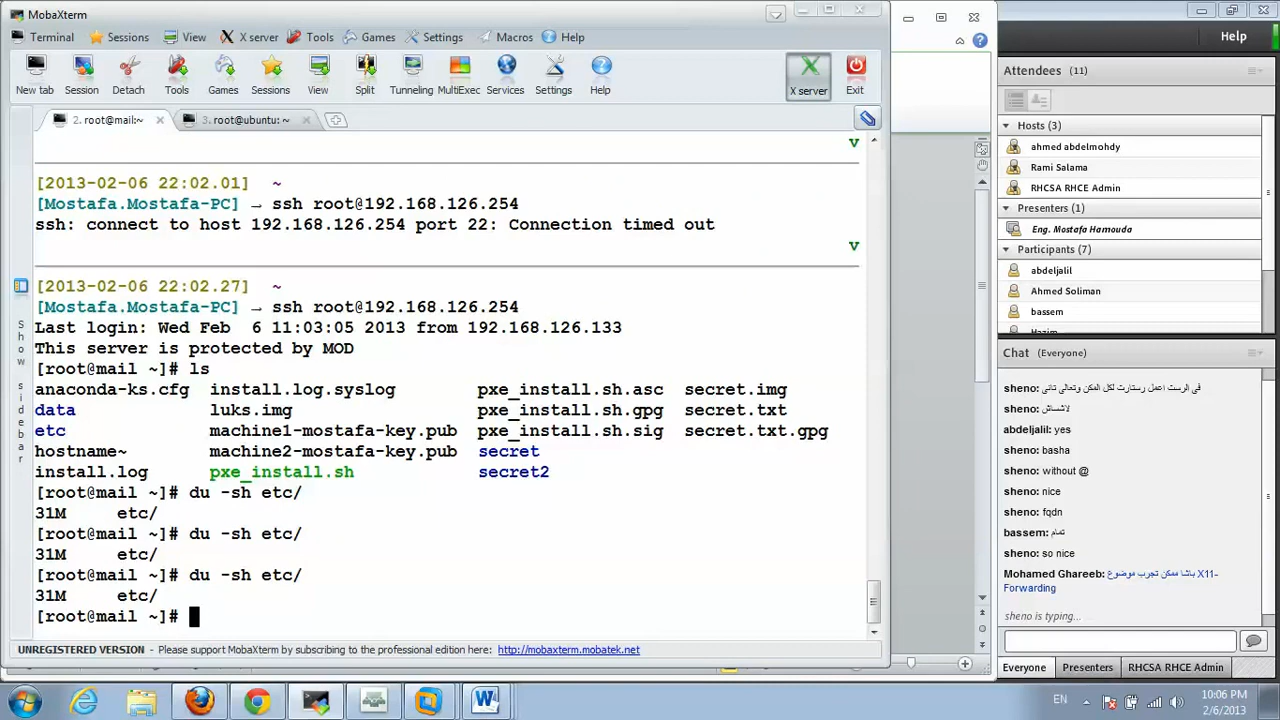 MobaXterm
Terminal Sessions View X server Tools Games Settings Macros Help
New tab Session Detach Tools Games Sessions View Split Tunneling MultiExec Services Settings Help X server Exit
2. root@mail:~ 3. root@ubuntu: ~
[2013-02-06 22:02.01] ~
[Mostafa.Mostafa-PC] → ssh root@192.168.126.254
ssh: connect to host 192.168.126.254 port 22: Connection timed out
[2013-02-06 22:02.27] ~
[Mostafa.Mostafa-PC] → ssh root@192.168.126.254
Last login: Wed Feb  6 11:03:05 2013 from 192.168.126.133
This server is protected by MOD
[root@mail ~]# ls
anaconda-ks.cfg install.log.syslog pxe_install.sh.asc secret.img
data luks.img pxe_install.sh.gpg secret.txt
etc machine1-mostafa-key.pub pxe_install.sh.sig secret.txt.gpg
hostname~ machine2-mostafa-key.pub secret
install.log pxe_install.sh secret2
[root@mail ~]# du -sh etc/
31M etc/
[root@mail ~]# du -sh etc/
31M etc/
[root@mail ~]# du -sh etc/
31M etc/
[root@mail ~]#
Show sidebar
UNREGISTERED VERSION - Please support MobaXterm by subscribing to the professional edition here: http://mobaxterm.mobatek.net
Help
Attendees (11)
Hosts (3)
ahmed abdelmohdy
Rami Salama
RHCSA RHCE Admin
Presenters (1)
Eng. Mostafa Hamouda
Participants (7)
abdeljalil
Ahmed Soliman
bassem
Hazim
Chat (Everyone)
sheno: فى الرست اعمل رستارت لكل المكن وتعالى تانى
sheno: لاشساش
abdeljalil: yes
sheno: basha
sheno: without @
sheno: nice
sheno: fqdn
bassem: تمام
sheno: so nice
Mohamed Ghareeb: باشا ممكن تجرب موضوع X11-
Forwarding
sheno is typing...
Everyone Presenters RHCSA RHCE Admin
EN 10:06 PM
2/6/2013